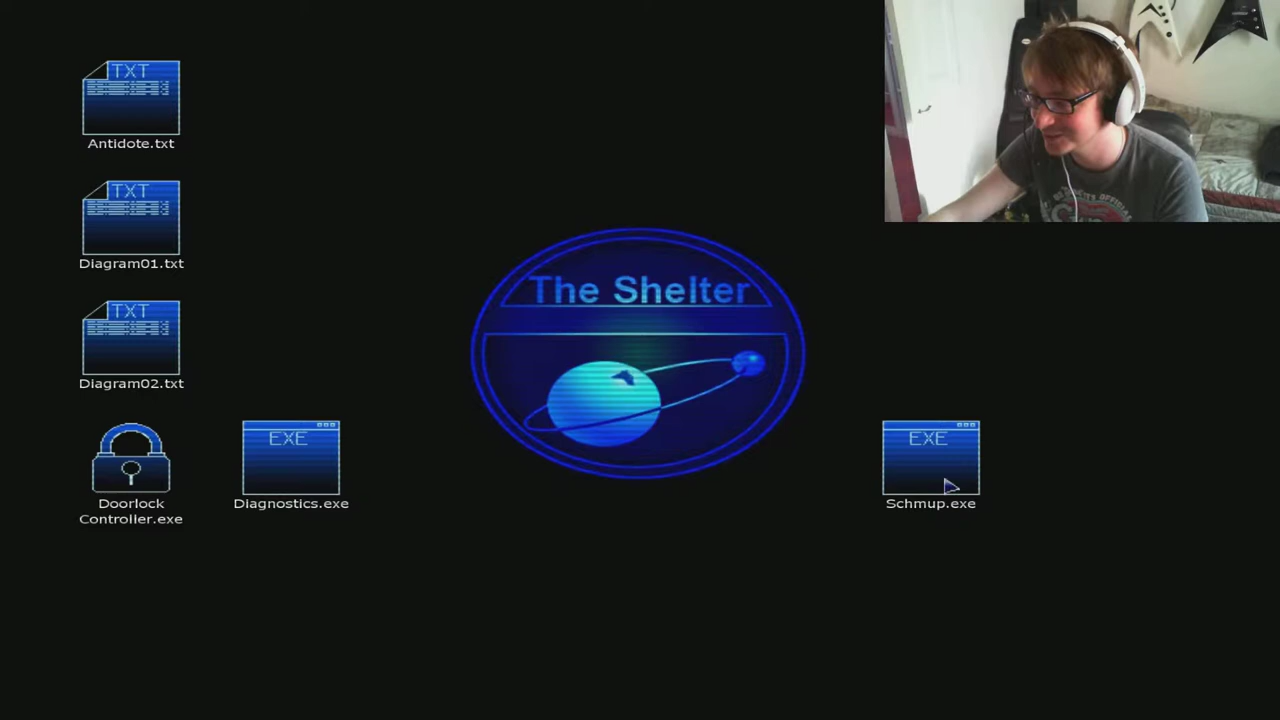 TXT
Antidote.txt
TXT
Diagram01.txt
TXT
Diagram02.txt
The Shelter
Doorlock
Controller.exe
EXE
Diagnostics.exe
EXE
Schmup.exe